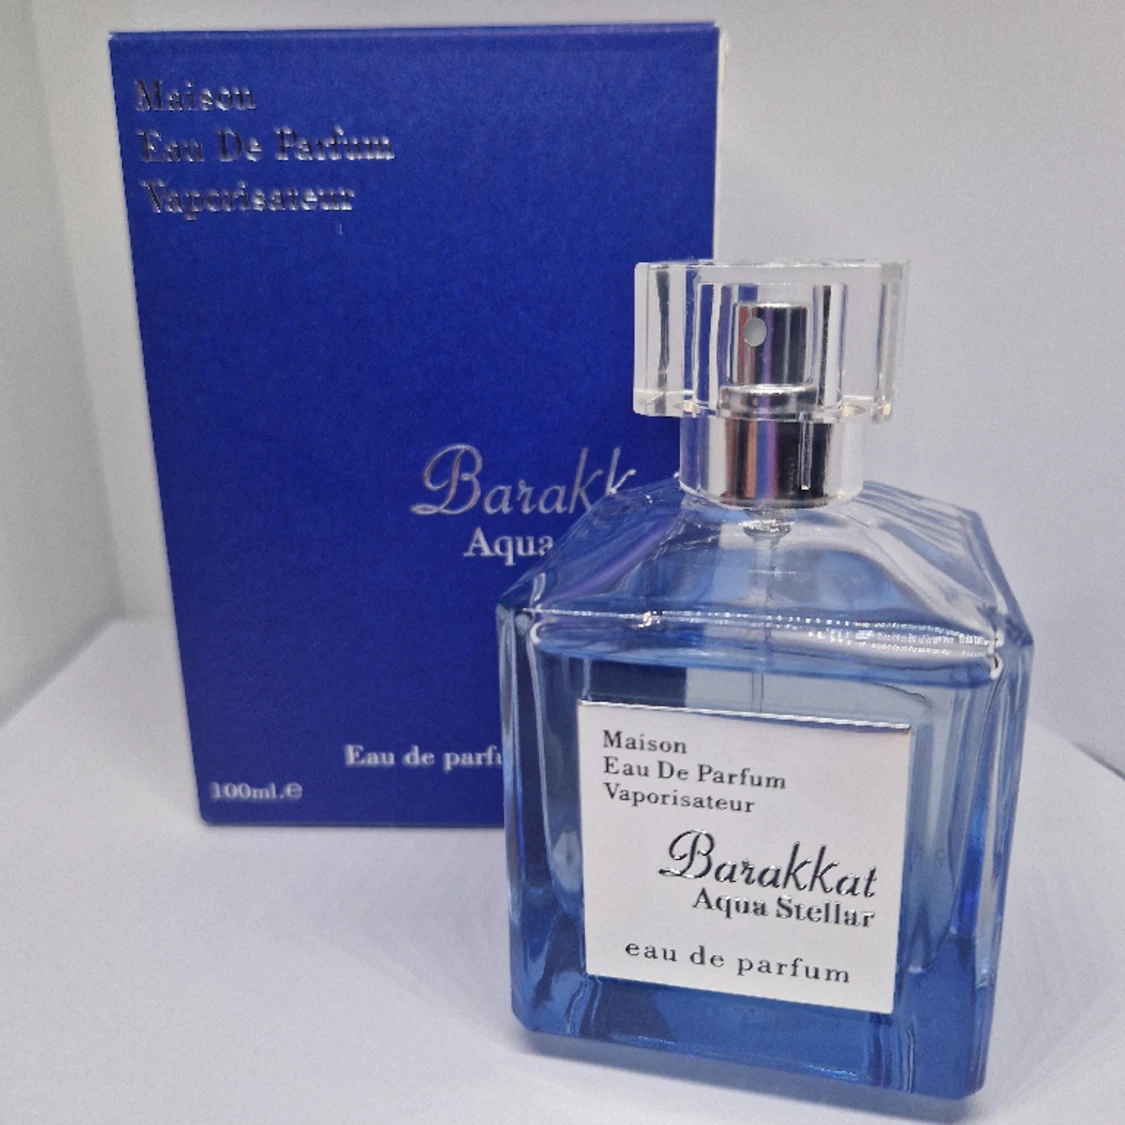 Maison
Eau De Parfum
Vaporisateur
Barakk
Aqua
Eau de parfu
100ml.e
Maison
Eau De Parfum
Vaporisateur
Barakkat
Aqua Stellar
eau de parfum